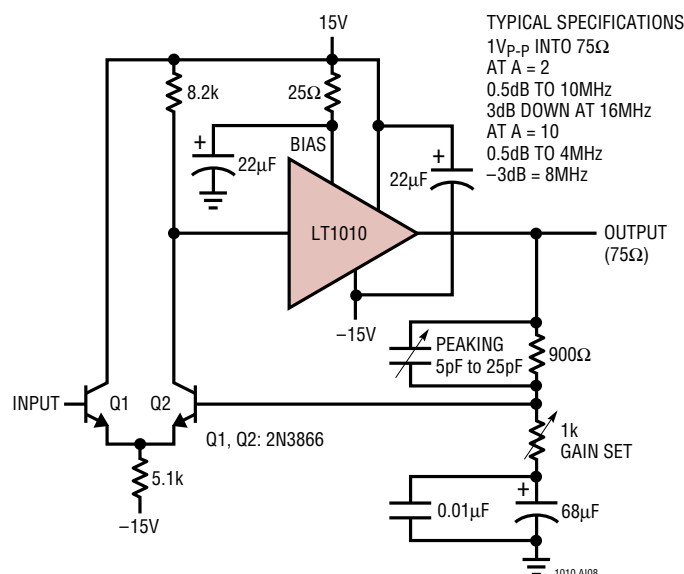 15V
8.2k
25Ω
BIAS
+
22µF
+
22µF
LT1010
OUTPUT
(75Ω)
–15V
PEAKING
5pF to 25pF
900Ω
INPUT
Q1
Q2
Q1, Q2: 2N3866
5.1k
–15V
1k
GAIN SET
+
0.01µF
68µF
1010 AI08
TYPICAL SPECIFICATIONS
1VP-P INTO 75Ω
AT A = 2
0.5dB TO 10MHz
3dB DOWN AT 16MHz
AT A = 10
0.5dB TO 4MHz
–3dB = 8MHz